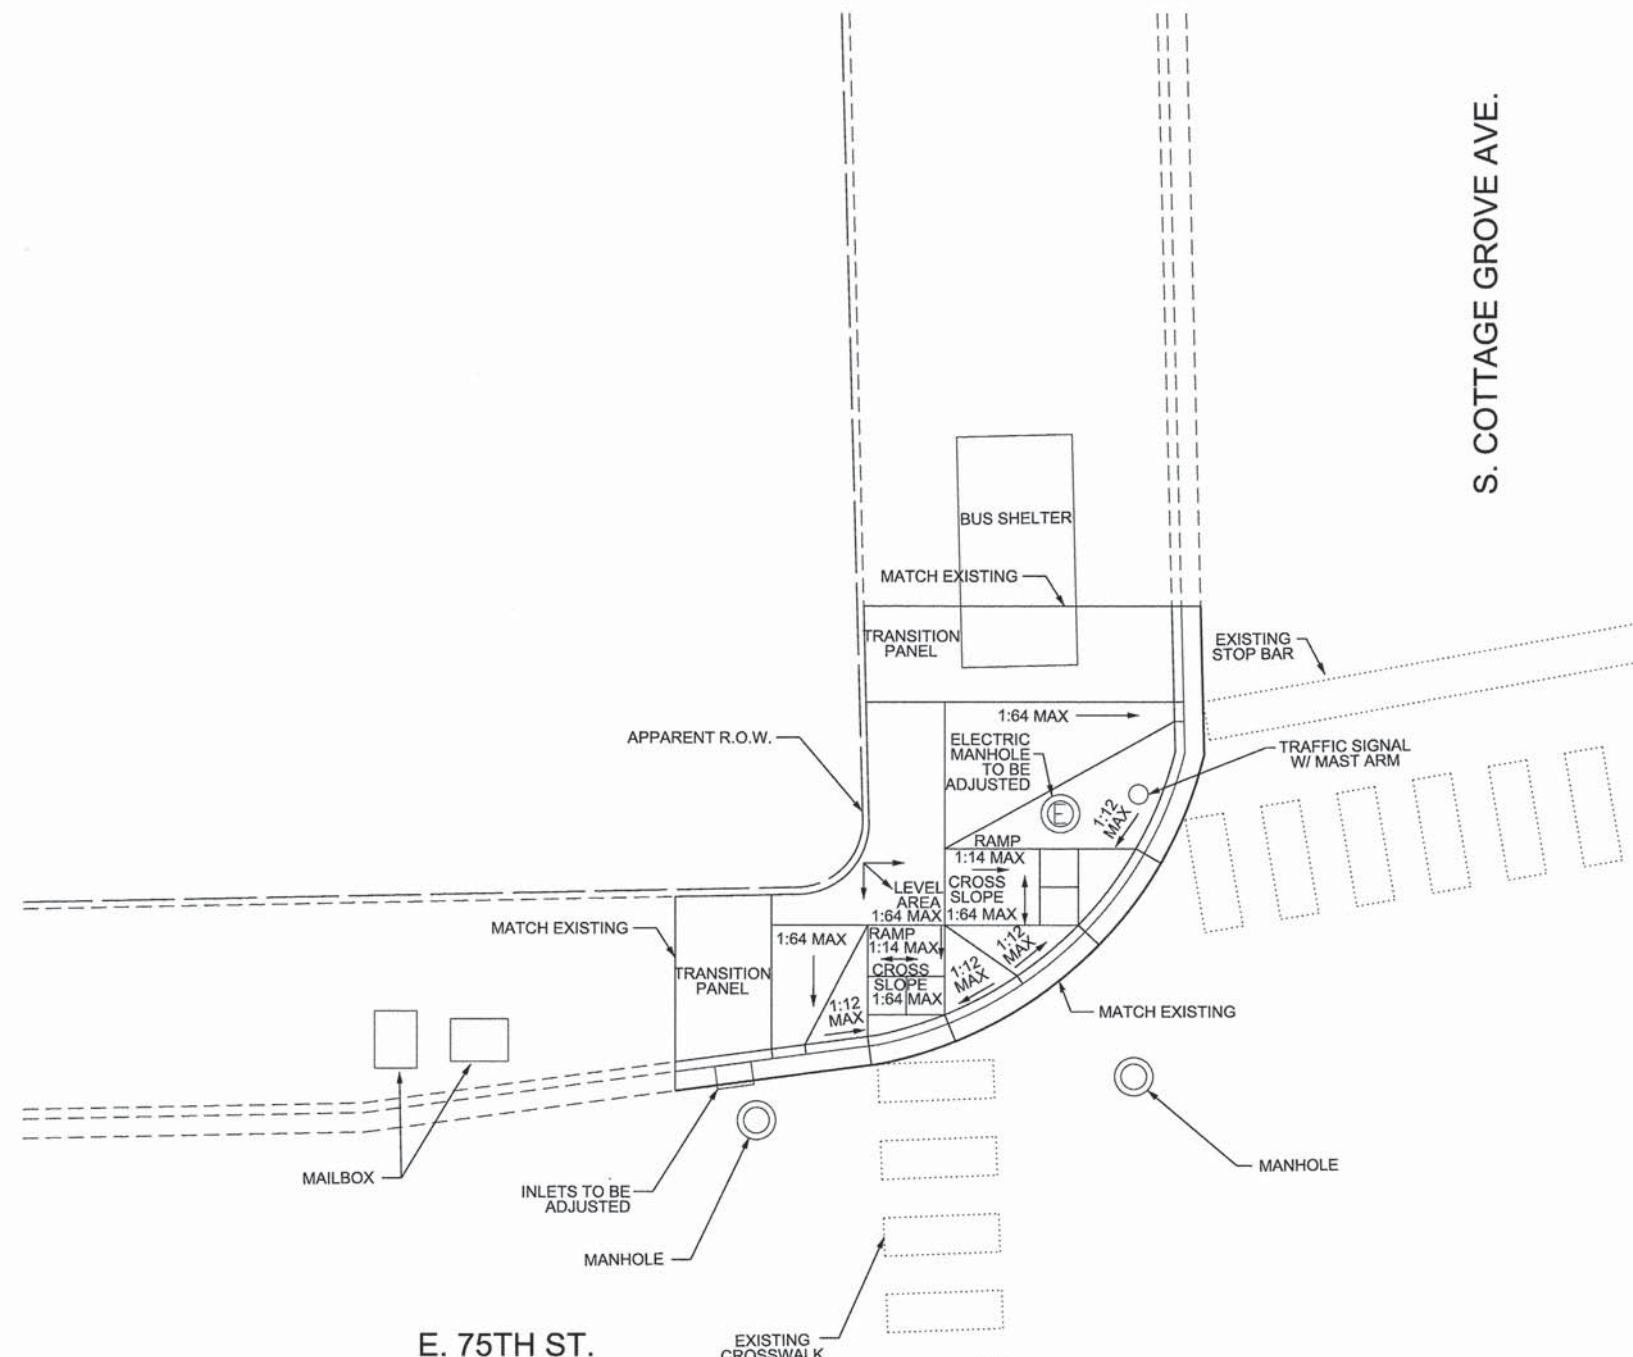 S. COTTAGE GROVE AVE.
BUS SHELTER
MATCH EXISTING
TRANSITION
PANEL
EXISTING
STOP BAR
1:64 MAX
APPARENT R.O.W.
ELECTRIC
MANHOLE
TO BE
ADJUSTED
TRAFFIC SIGNAL
W/ MAST ARM
E
1:12
MAX
RAMP
1:14 MAX
CROSS
SLOPE
1:64 MAX
LEVEL
AREA
1:64 MAX
MATCH EXISTING
1:64 MAX
RAMP
1:14 MAX
CROSS
SLOPE
1:64 MAX
1:12
MAX
1:12
MAX
TRANSITION
PANEL
1:12
MAX
MATCH EXISTING
MAILBOX
INLETS TO BE
ADJUSTED
MANHOLE
MANHOLE
E. 75TH ST.
EXISTING
CROSSWALK